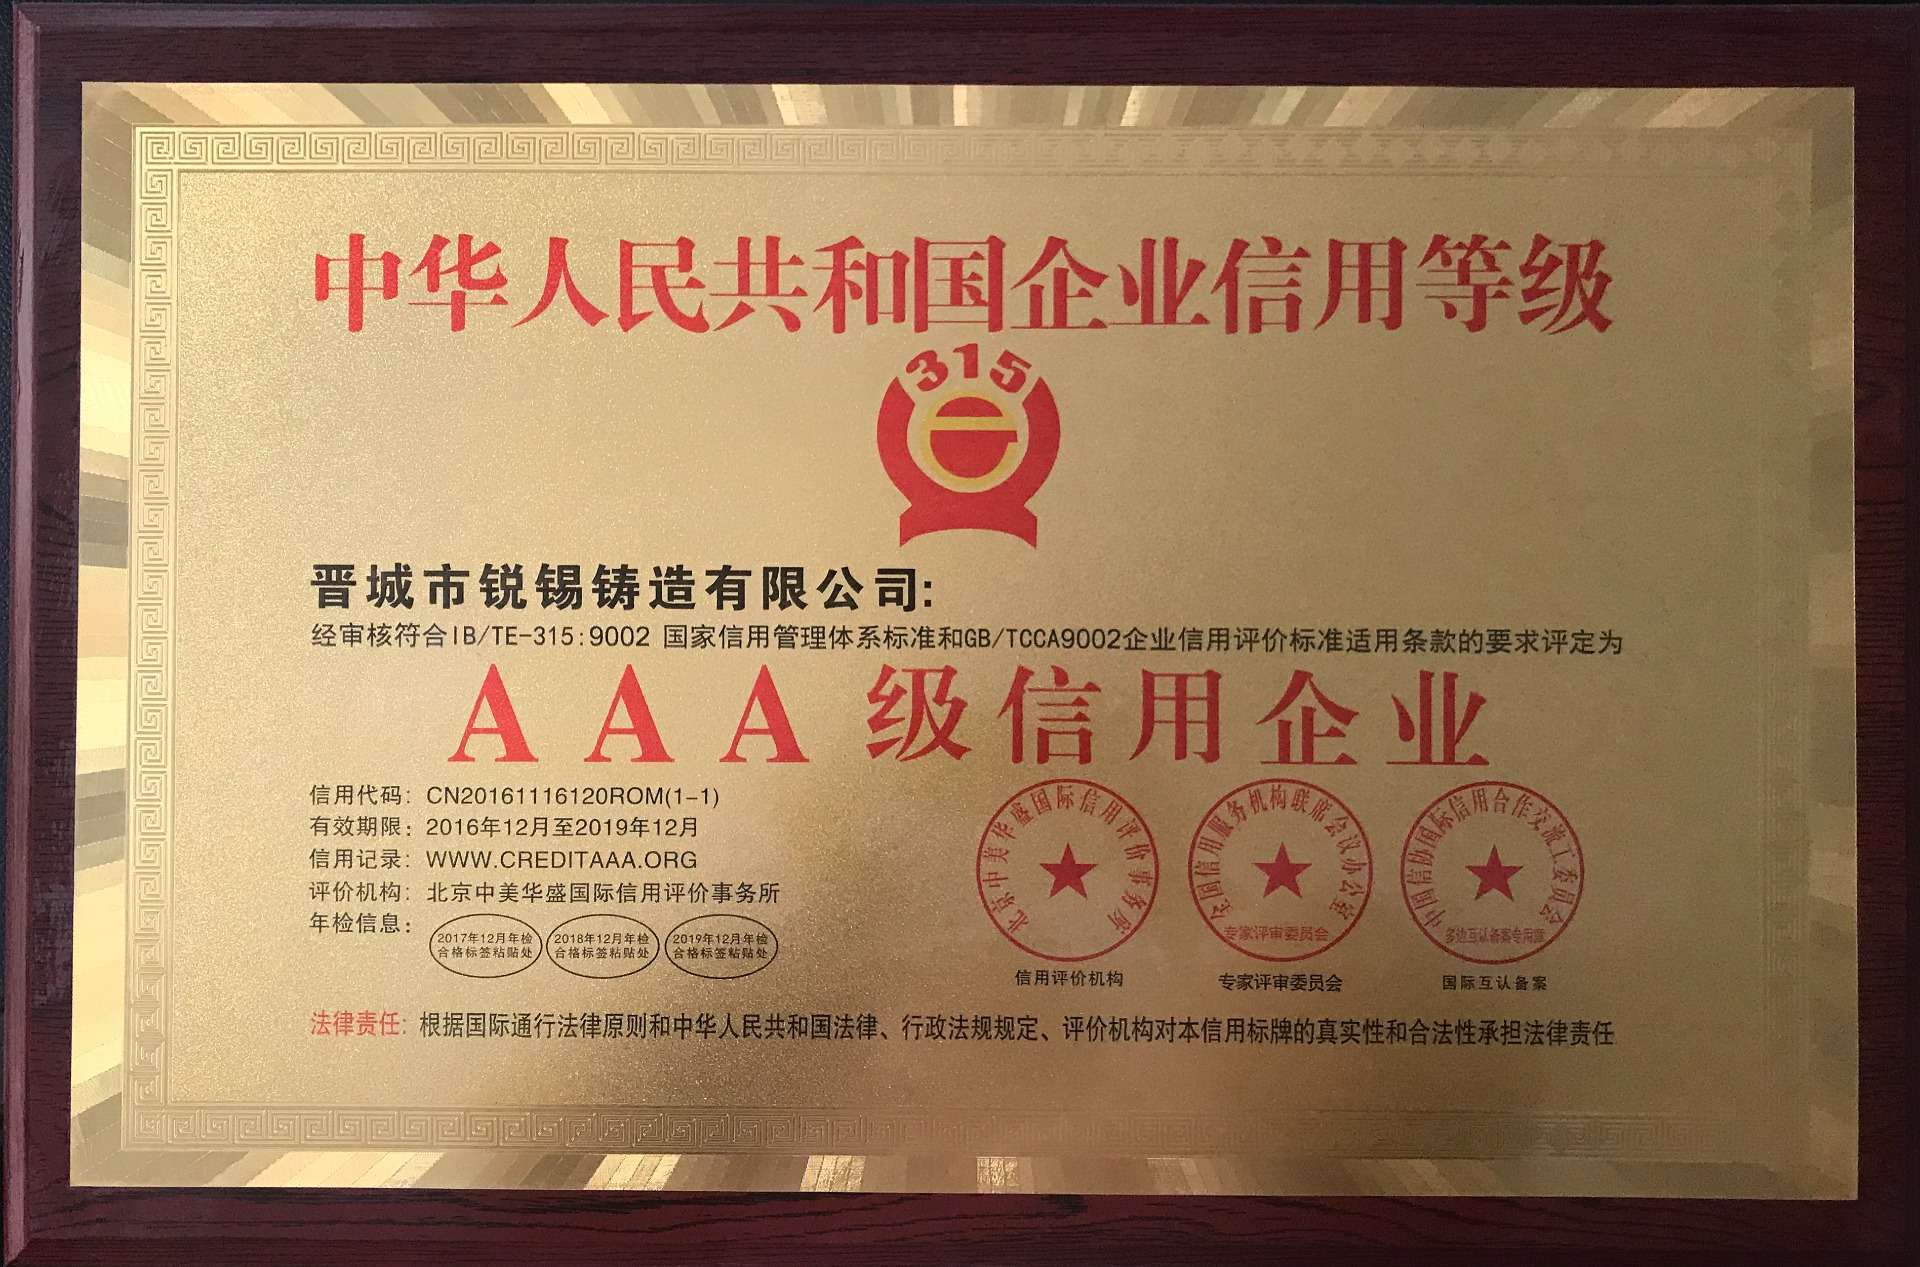 中华人民共和国企业信用等级
315
晋城市锐锡铸造有限公司:
经审核符合IB/TE-315:9002 国家信用管理体系标准和GB/TCCA9002企业信用评价标准适用条款的要求评定为
AAA级信用企业
信用代码: CN20161116120ROM(1-1)
有效期限: 2016年12月至2019年12月
信用记录: WWW.CREDITAAA.ORG
评价机构: 北京中美华盛国际信用评价事务所
年检信息:
2017年12月年检
合格标签粘贴处
2018年12月年检
合格标签粘贴处
2019年12月年检
合格标签粘贴处
北京中美华盛国际信用评价事务所
信用评价机构
全国信用服务机构联席会议办公室
专家评审委员会
专家评审委员会
中国信协国际信用合作交流工委员会
多边互认备案专用章
国际互认备案
法律责任: 根据国际通行法律原则和中华人民共和国法律、行政法规规定、评价机构对本信用标牌的真实性和合法性承担法律责任